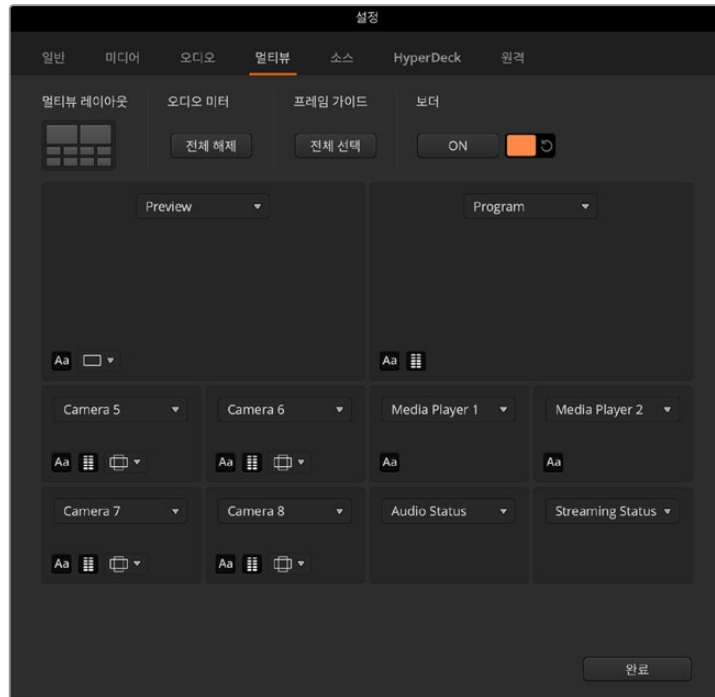 설정
일반 미디어 오디오 멀티뷰 소스 HyperDeck 원격
멀티뷰 레이아웃 오디오 미터 프레임 가이드 보더
전체 해제 전체 선택 ON
Preview Program
Aa Aa
Camera 5 Camera 6 Media Player 1 Media Player 2
Aa Aa Aa Aa
Camera 7 Camera 8 Audio Status Streaming Status
Aa Aa
완료